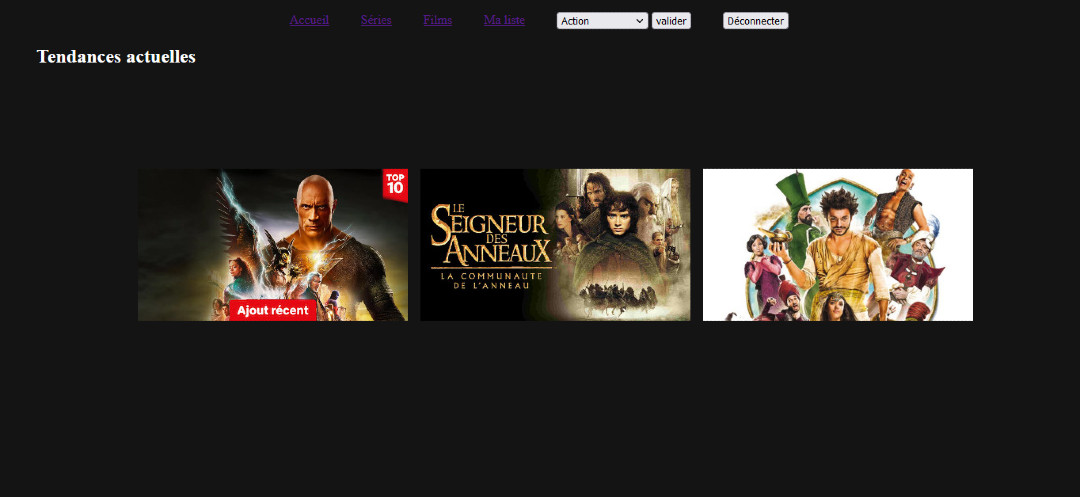 Accueil Séries Films Ma liste Action valider Déconnecter
Tendances actuelles
TOP
10
Ajout récent
LE
SEIGNEUR
DES
ANNEAUX
LA COMMUNAUTE
DE L'ANNEAU